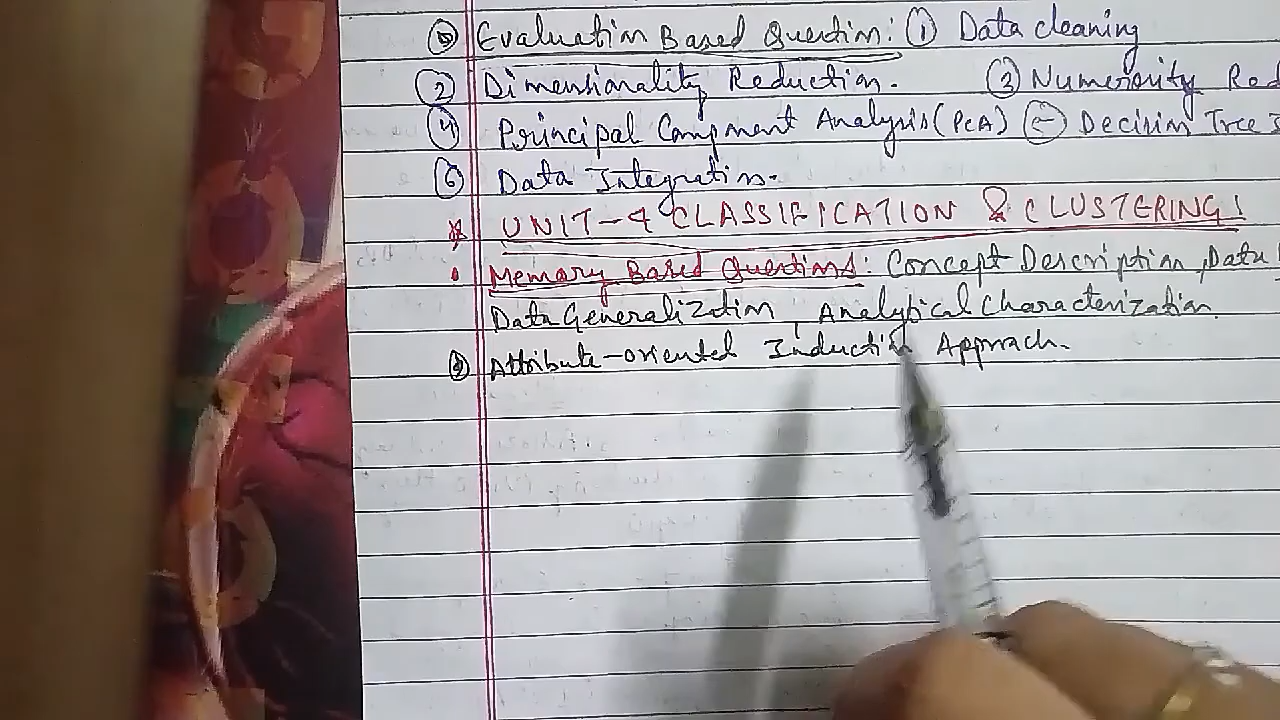 ⑤ Evaluation Based Question: ① Data cleaning
② Dimensionality Reduction. ③ Numerosity Red
④ Principal Component Analysis (PCA) ⑤ Decision Tree I
⑥ Data Integration.
* UNIT-4 CLASSIFICATION & CLUSTERING!
• Memory Based Questions: Concept Description, Data
Data Generalization, Analytical Characterization.
Attribute-oriented Induction Approach.